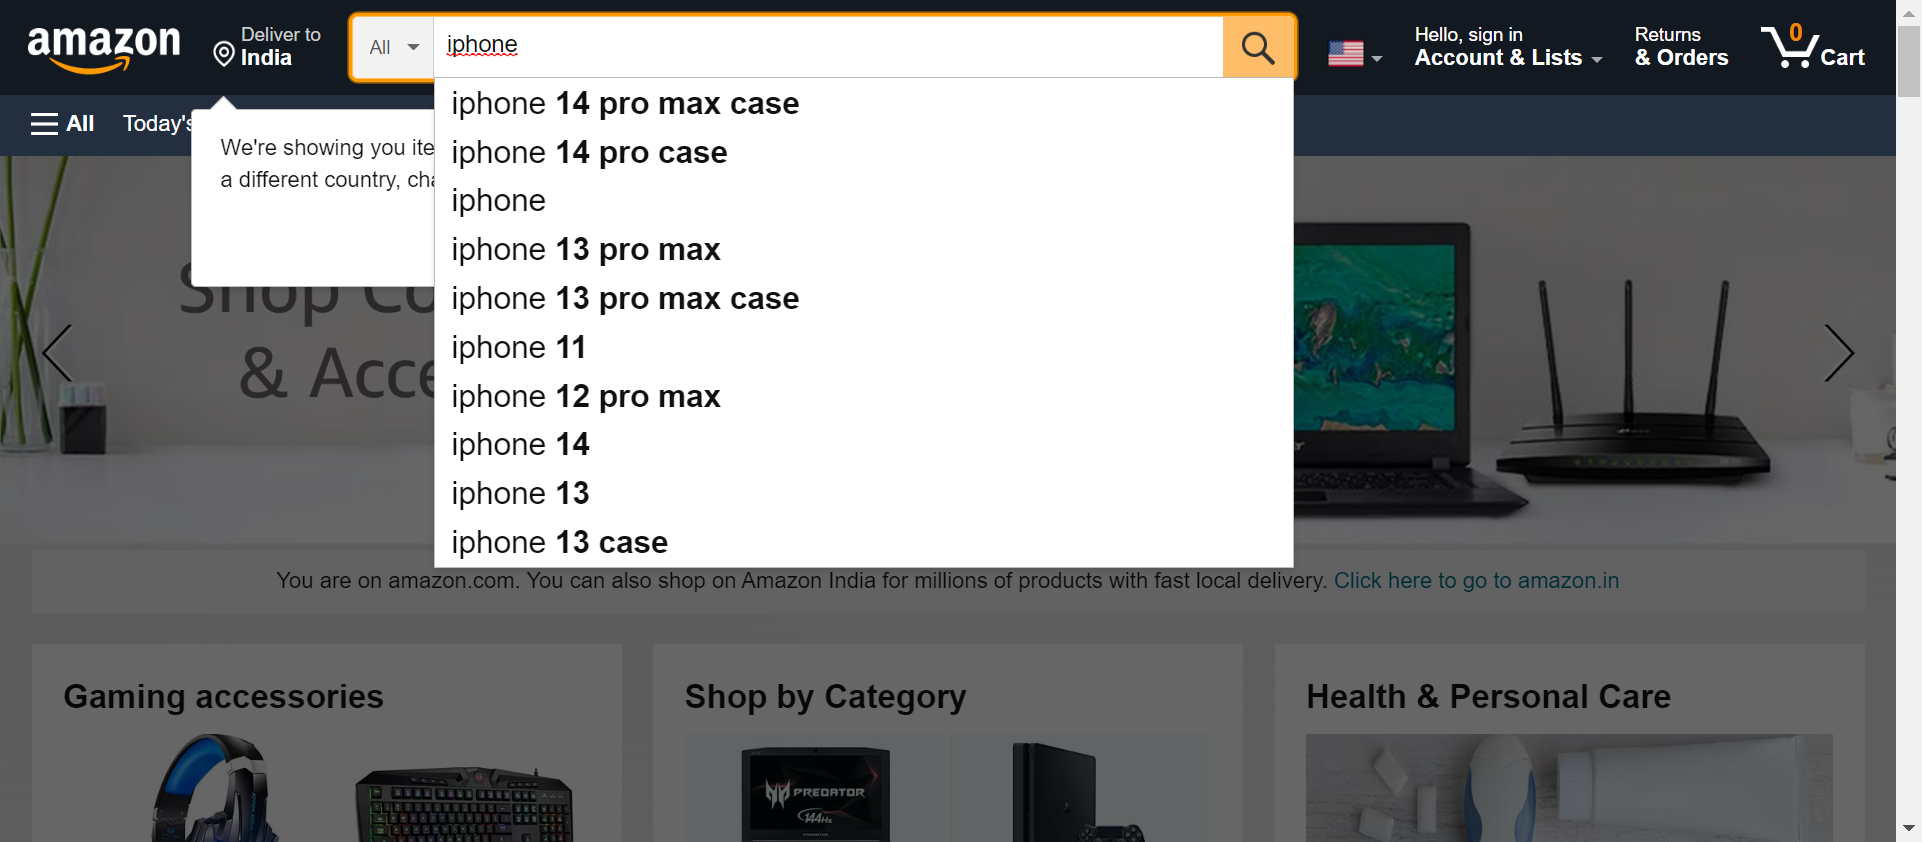 amazon
Deliver to
India
All
iphone
Hello, sign in
Account & Lists
Returns
& Orders
0
Cart
All
Today's
We're showing you ite
a different country, cha
iphone 14 pro max case
iphone 14 pro case
iphone
iphone 13 pro max
iphone 13 pro max case
iphone 11
iphone 12 pro max
iphone 14
iphone 13
iphone 13 case
Shop Co
& Acce
You are on amazon.com. You can also shop on Amazon India for millions of products with fast local delivery. Click here to go to amazon.in
Gaming accessories
Shop by Category
Health & Personal Care
PREDATOR
144Hz
PREDATOR